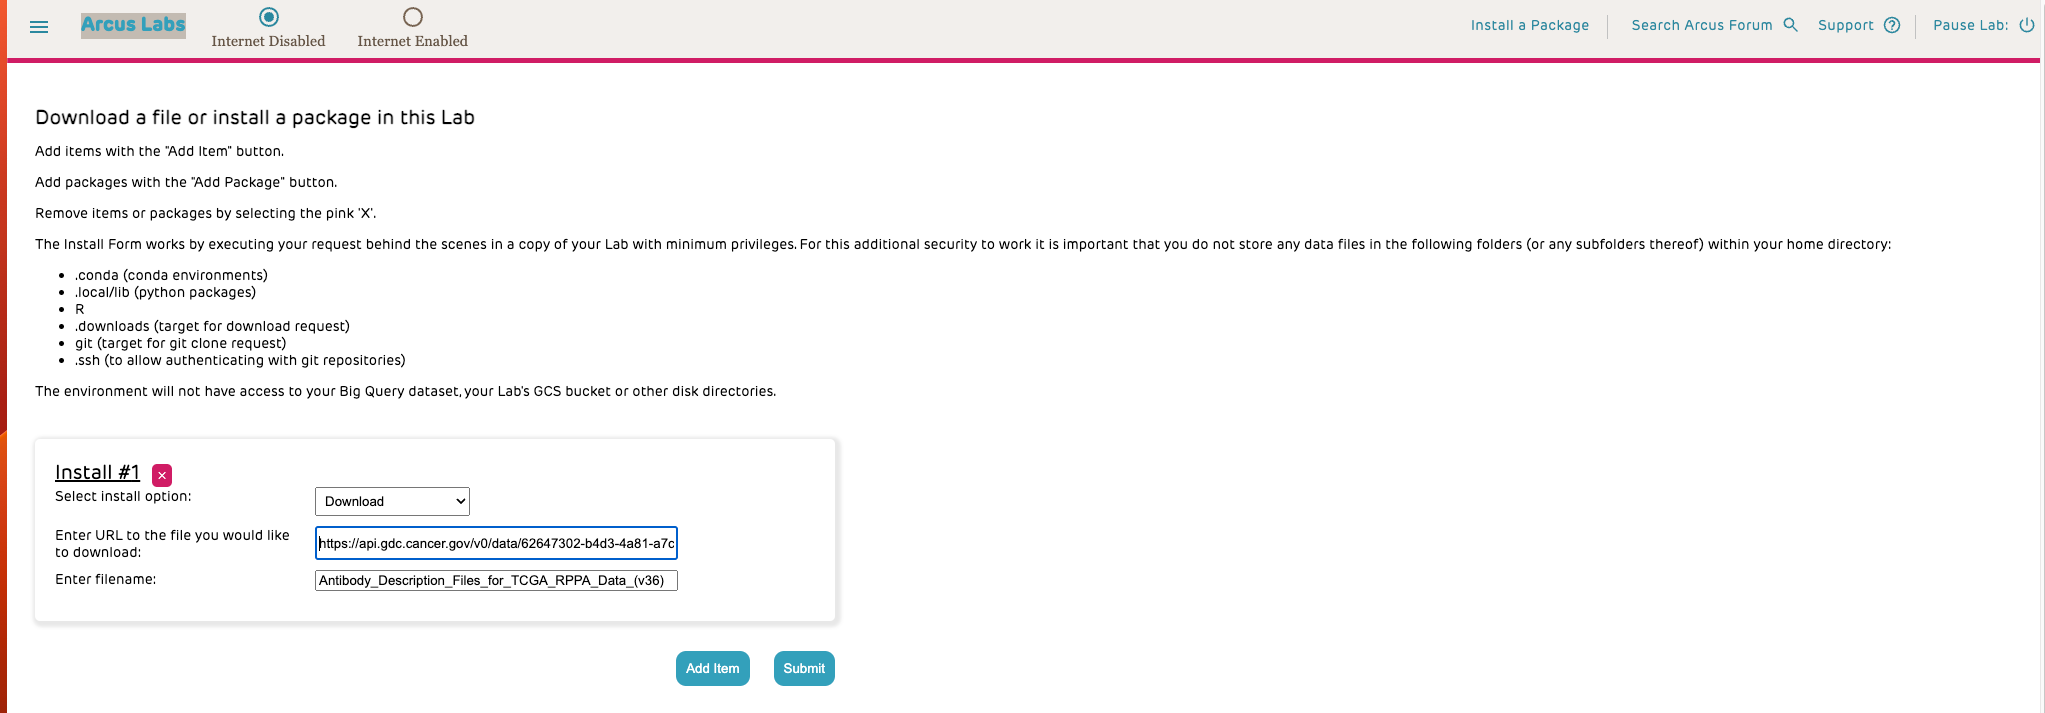 Arcus Labs
Internet Disabled
Internet Enabled
Install a Package
Search Arcus Forum
Support
Pause Lab:
Download a file or install a package in this Lab
Add items with the "Add Item" button.
Add packages with the "Add Package" button.
Remove items or packages by selecting the pink 'X'.
The Install Form works by executing your request behind the scenes in a copy of your Lab with minimum privileges. For this additional security to work it is important that you do not store any data files in the following folders (or any subfolders thereof) within your home directory:
.conda (conda environments)
.local/lib (python packages)
R
.downloads (target for download request)
git (target for git clone request)
.ssh (to allow authenticating with git repositories)
The environment will not have access to your Big Query dataset, your Lab's GCS bucket or other disk directories.
Install #1
Select install option:
Download
Enter URL to the file you would like
to download:
https://api.gdc.cancer.gov/v0/data/62647302-b4d3-4a81-a7c
Enter filename:
Antibody_Description_Files_for_TCGA_RPPA_Data_(v36)
Add Item
Submit